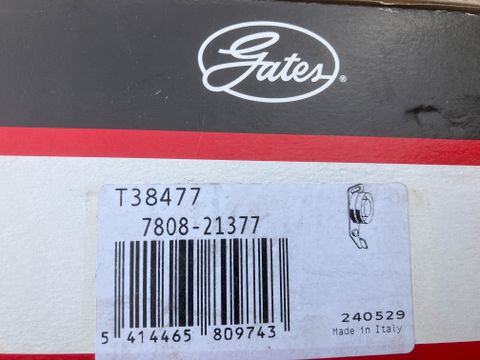 Gates®
T38477
7808-21377
5 414465 809743
240529
Made in Italy